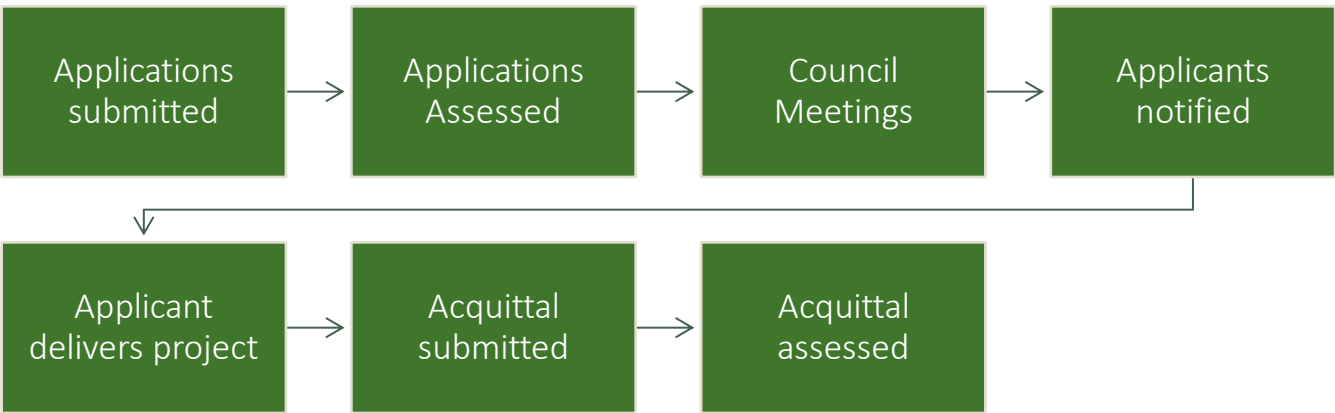 Applications
submitted
Applications
Assessed
Council
Meetings
Applicants
notified
Applicant
delivers project
Acquittal
submitted
Acquittal
assessed